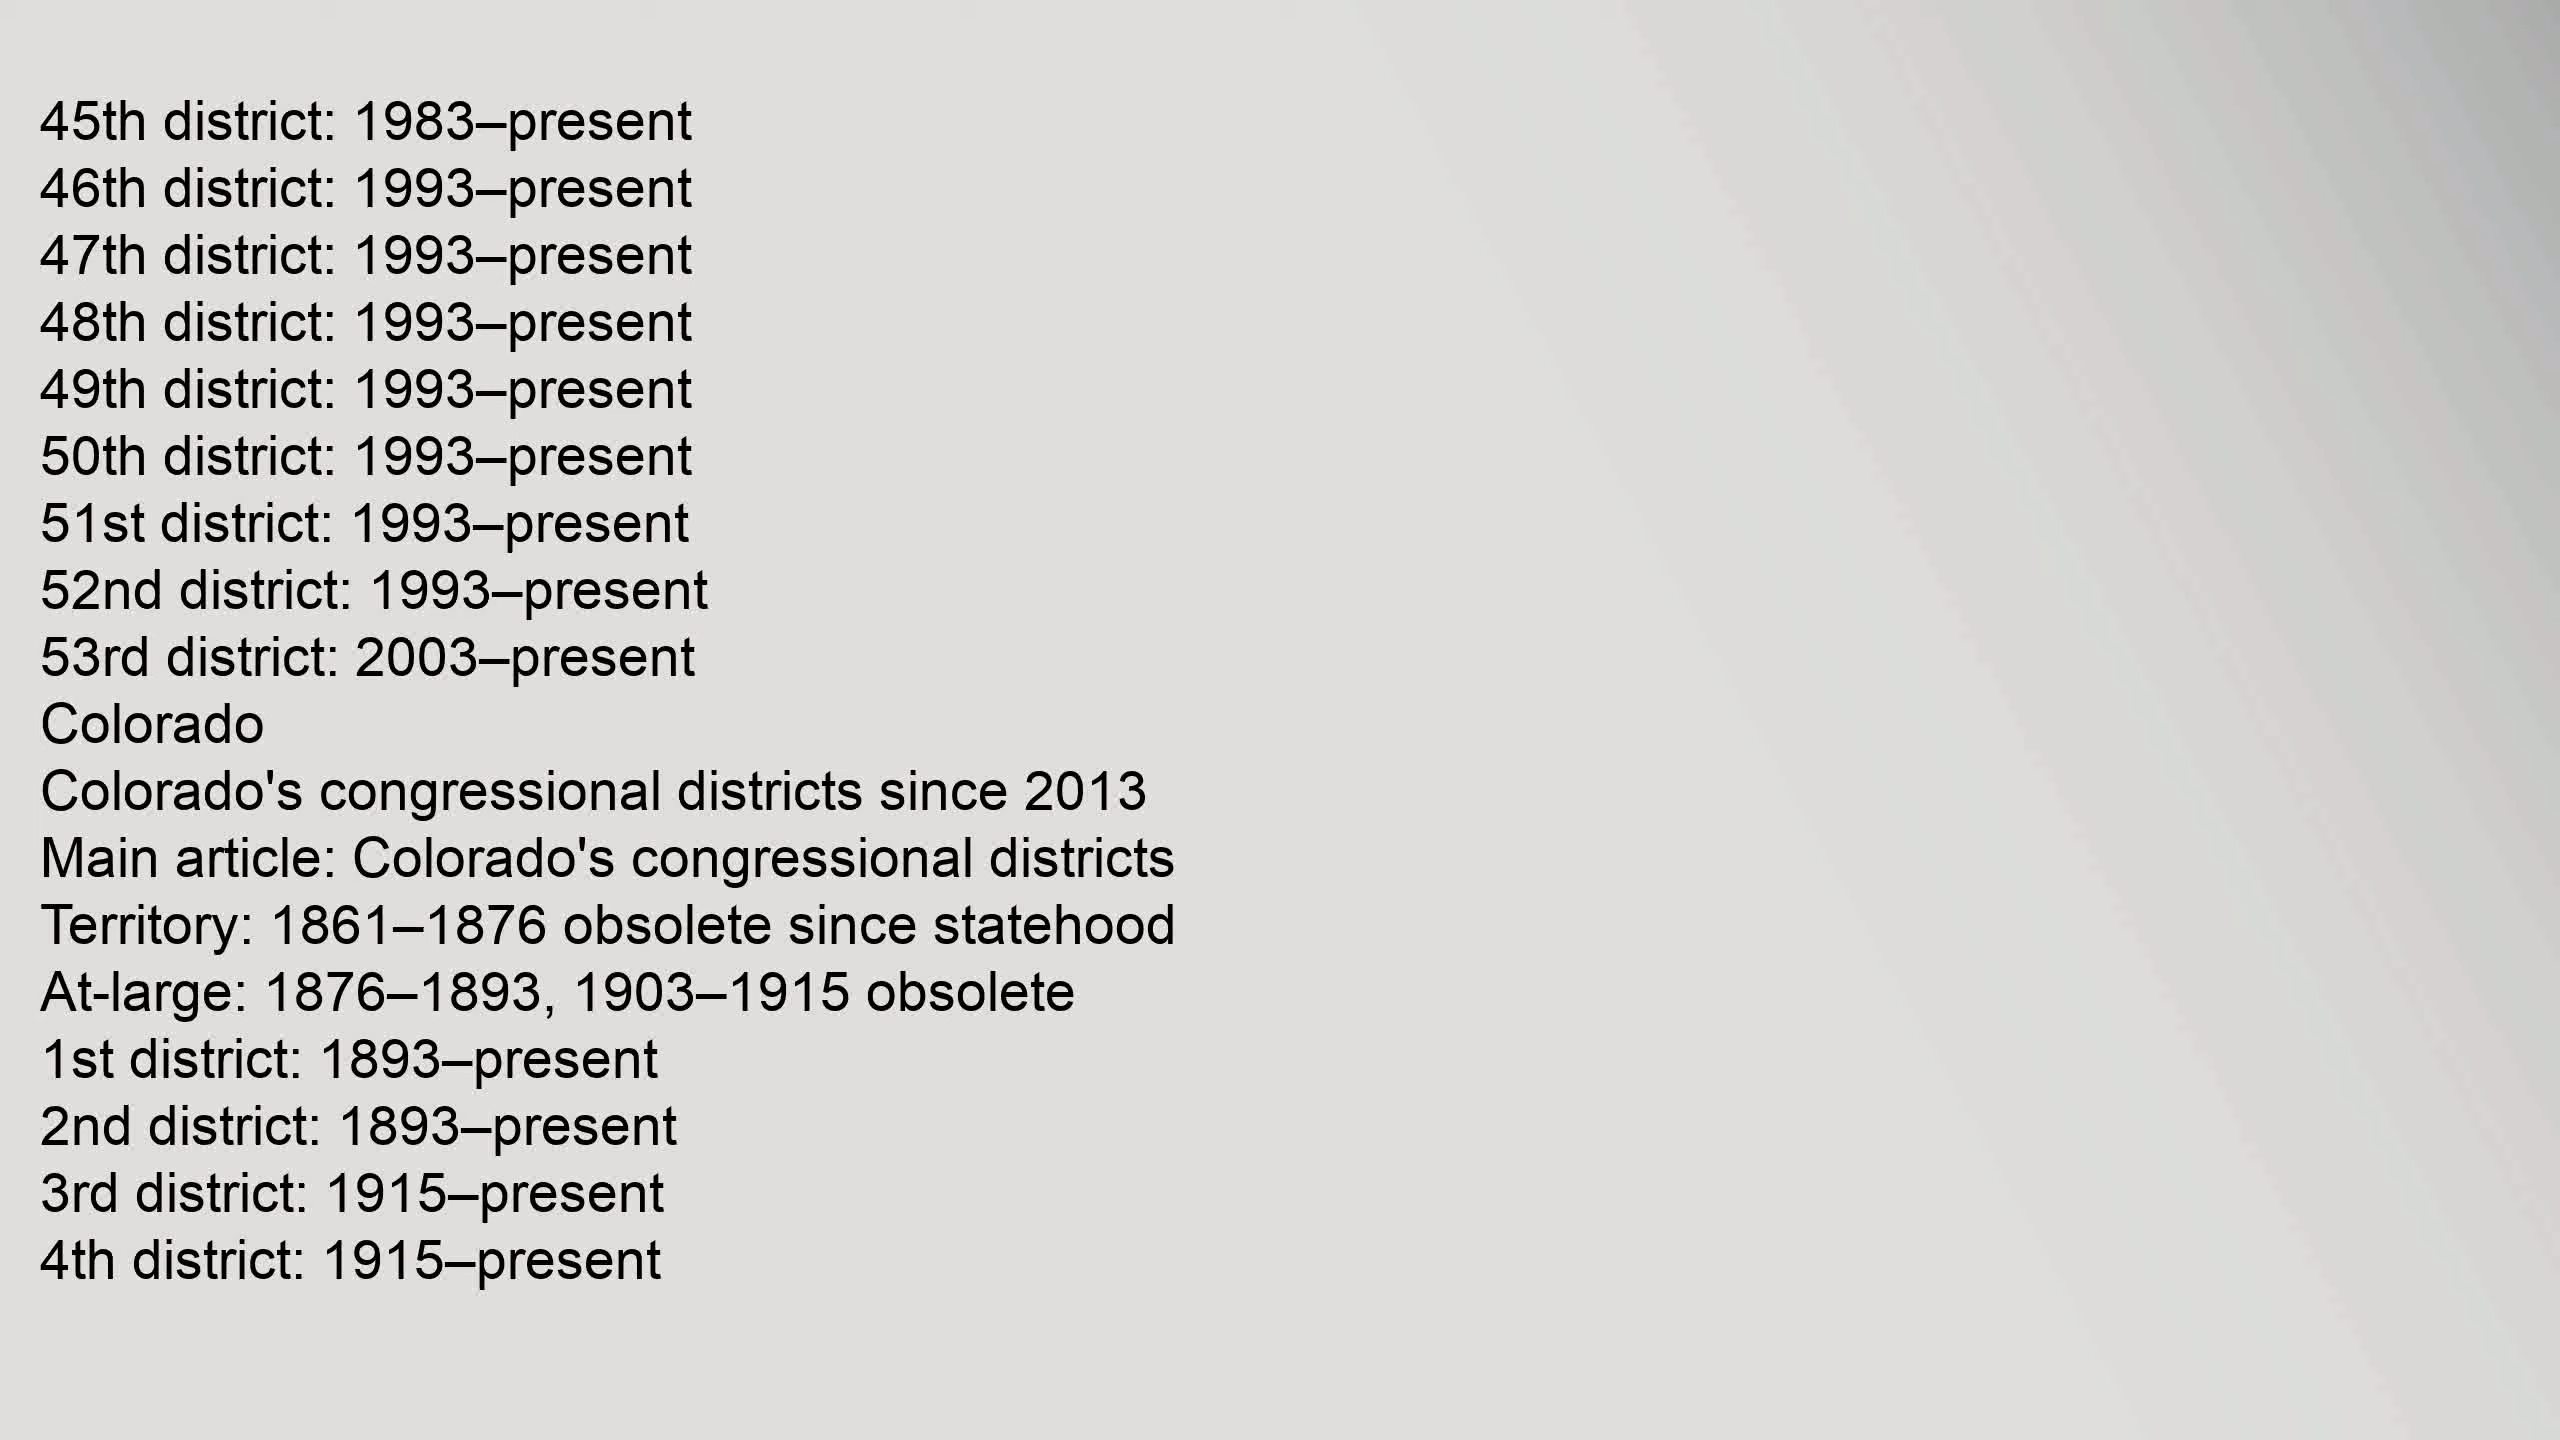 45th district: 1983–present
46th district: 1993–present
47th district: 1993–present
48th district: 1993–present
49th district: 1993–present
50th district: 1993–present
51st district: 1993–present
52nd district: 1993–present
53rd district: 2003–present
Colorado
Colorado's congressional districts since 2013
Main article: Colorado's congressional districts
Territory: 1861–1876 obsolete since statehood
At-large: 1876–1893, 1903–1915 obsolete
1st district: 1893–present
2nd district: 1893–present
3rd district: 1915–present
4th district: 1915–present